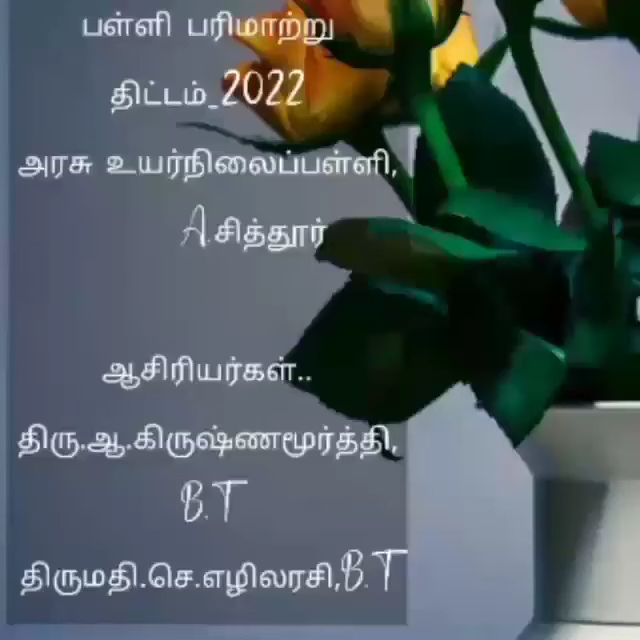 பள்ளி பரிமாற்று
திட்டம்_2022
அரசு உயர்நிலைப்பள்ளி,
A.சித்தூர்
ஆசிரியர்கள்..
திரு.ஆ.கிருஷ்ணமூர்த்தி,
B.T
திருமதி.செ.எழிலரசி,B.T